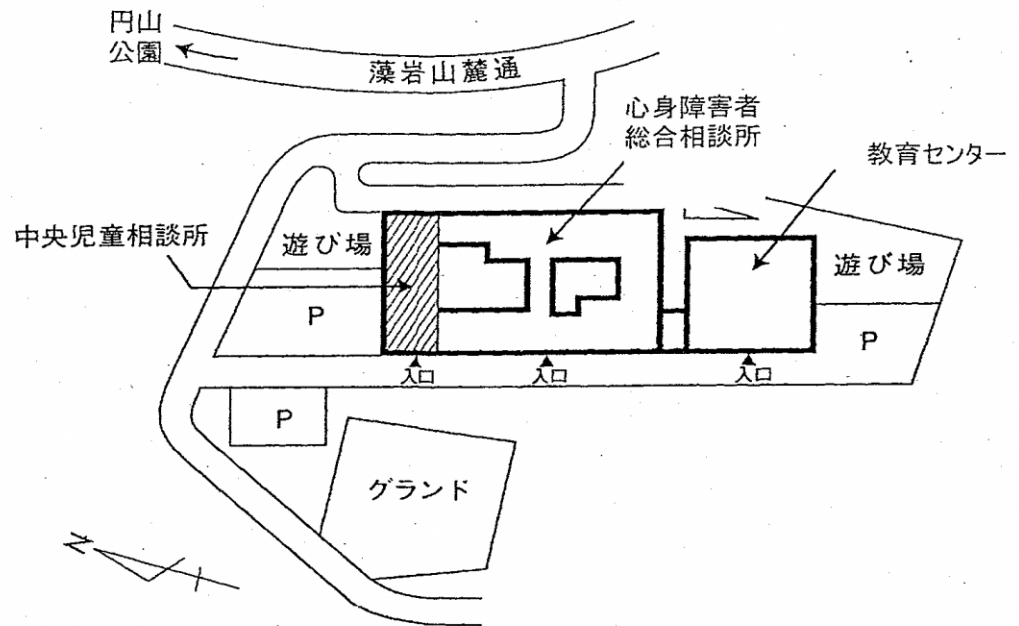 円山
公園
藻岩山麓通
心身障害者
総合相談所
教育センター
中央児童相談所
遊び場
遊び場
P
P
入口
入口
入口
P
グランド
N